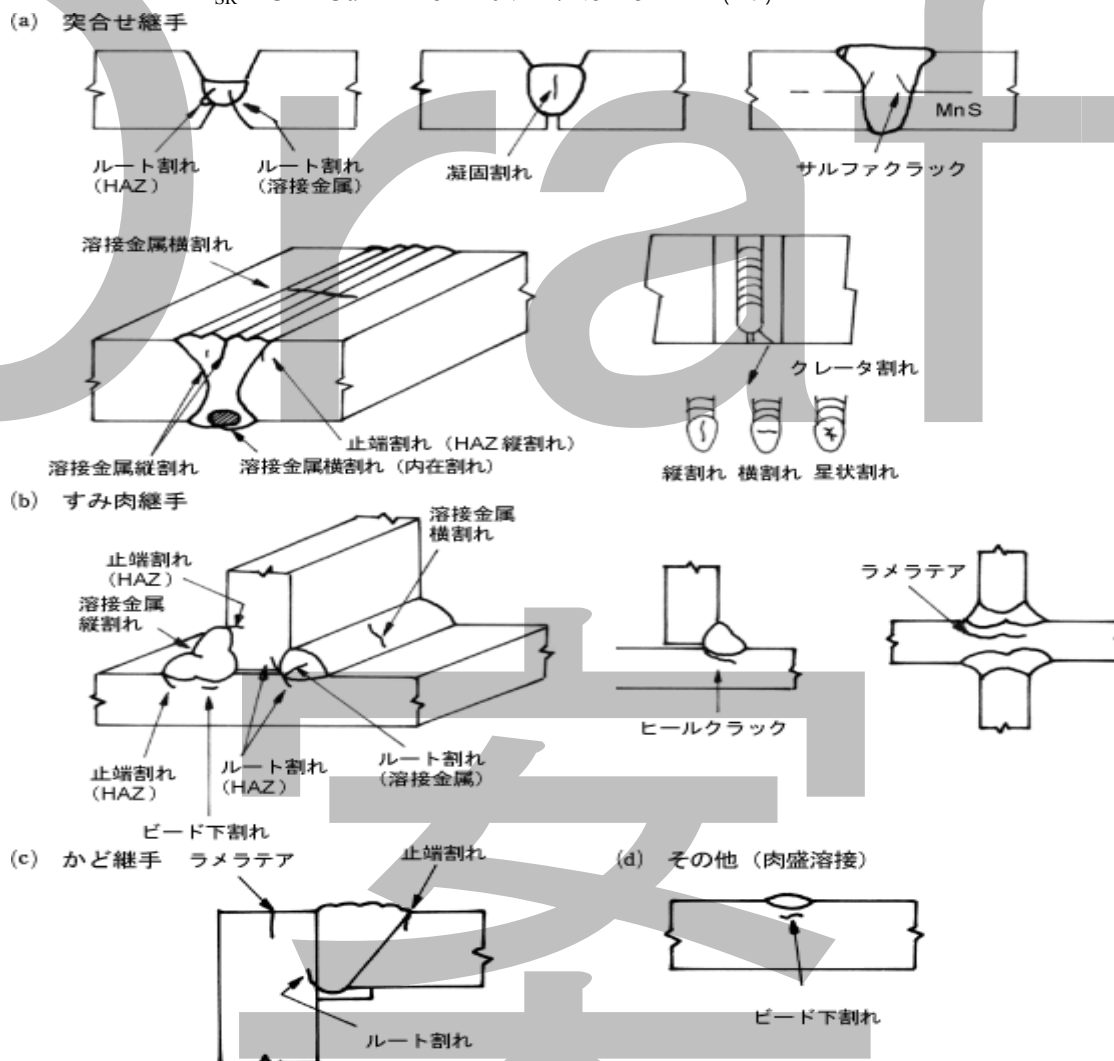 (a) 突合せ継手
ルート割れ
(HAZ)
ルート割れ
(溶接金属)
凝固割れ
MnS
サルファクラック
溶接金属横割れ
溶接金属縦割れ
止端割れ(HAZ縦割れ)
溶接金属横割れ(内在割れ)
クレータ割れ
縦割れ 横割れ 星状割れ
(b) すみ肉継手
止端割れ
(HAZ)
溶接金属
縦割れ
溶接金属
横割れ
止端割れ
(HAZ)
ルート割れ
(HAZ)
ルート割れ
(溶接金属)
ビード下割れ
ヒールクラック
ラメラテア
(c) かど継手
ラメラテア
止端割れ
ルート割れ
(d) その他(肉盛溶接)
ビード下割れ
Draft
案